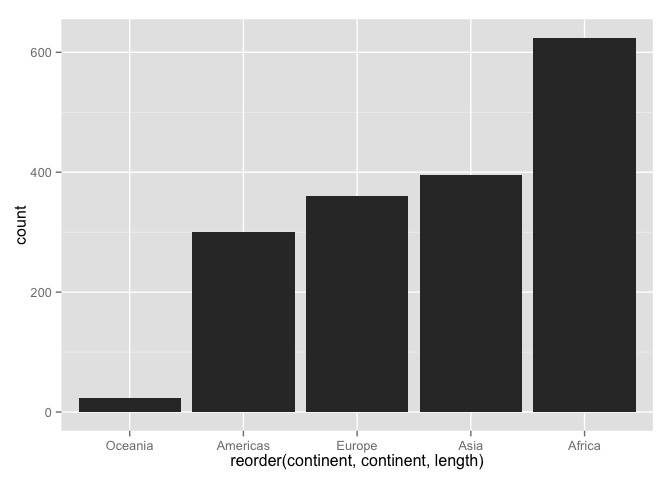 600
400
200
0
count
Oceania Americas Europe Asia Africa
reorder(continent, continent, length)